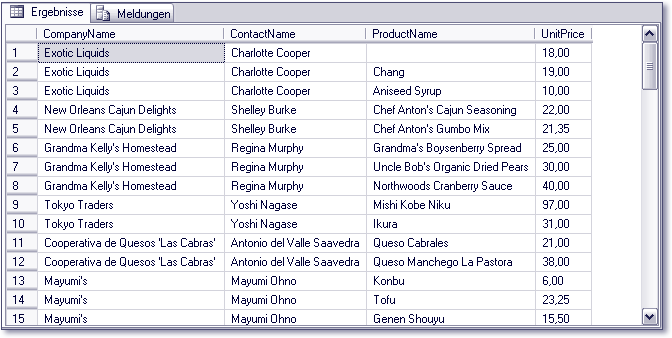 Ergebnisse Meldungen
CompanyName ContactName ProductName UnitPrice
1 Exotic Liquids Charlotte Cooper 18,00
2 Exotic Liquids Charlotte Cooper Chang 19,00
3 Exotic Liquids Charlotte Cooper Aniseed Syrup 10,00
4 New Orleans Cajun Delights Shelley Burke Chef Anton's Cajun Seasoning 22,00
5 New Orleans Cajun Delights Shelley Burke Chef Anton's Gumbo Mix 21,35
6 Grandma Kelly's Homestead Regina Murphy Grandma's Boysenberry Spread 25,00
7 Grandma Kelly's Homestead Regina Murphy Uncle Bob's Organic Dried Pears 30,00
8 Grandma Kelly's Homestead Regina Murphy Northwoods Cranberry Sauce 40,00
9 Tokyo Traders Yoshi Nagase Mishi Kobe Niku 97,00
10 Tokyo Traders Yoshi Nagase Ikura 31,00
11 Cooperativa de Quesos 'Las Cabras' Antonio del Valle Saavedra Queso Cabrales 21,00
12 Cooperativa de Quesos 'Las Cabras' Antonio del Valle Saavedra Queso Manchego La Pastora 38,00
13 Mayumi's Mayumi Ohno Konbu 6,00
14 Mayumi's Mayumi Ohno Tofu 23,25
15 Mayumi's Mayumi Ohno Genen Shouyu 15,50